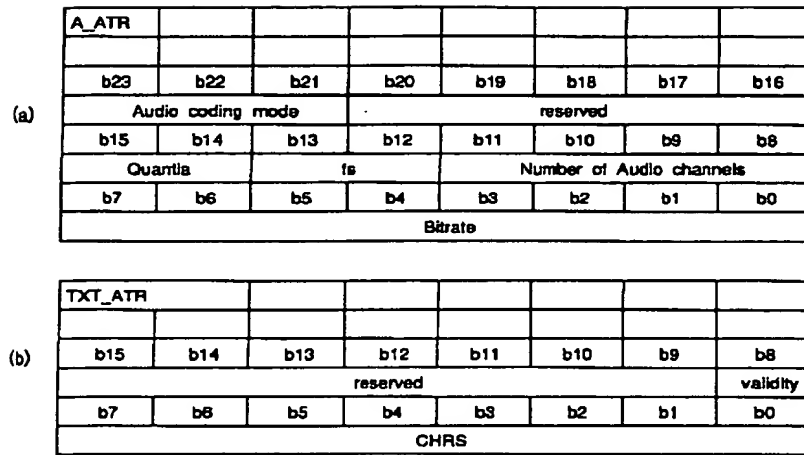 A_ATR
b23 b22 b21 b20 b19 b18 b17 b16
(a)
Audio coding mode reserved
b15 b14 b13 b12 b11 b10 b9 b8
Quantia fs Number of Audio channels
b7 b6 b5 b4 b3 b2 b1 b0
Bitrate
TXT_ATR
b15 b14 b13 b12 b11 b10 b9 b8
(b)
reserved validity
b7 b6 b5 b4 b3 b2 b1 b0
CHRS